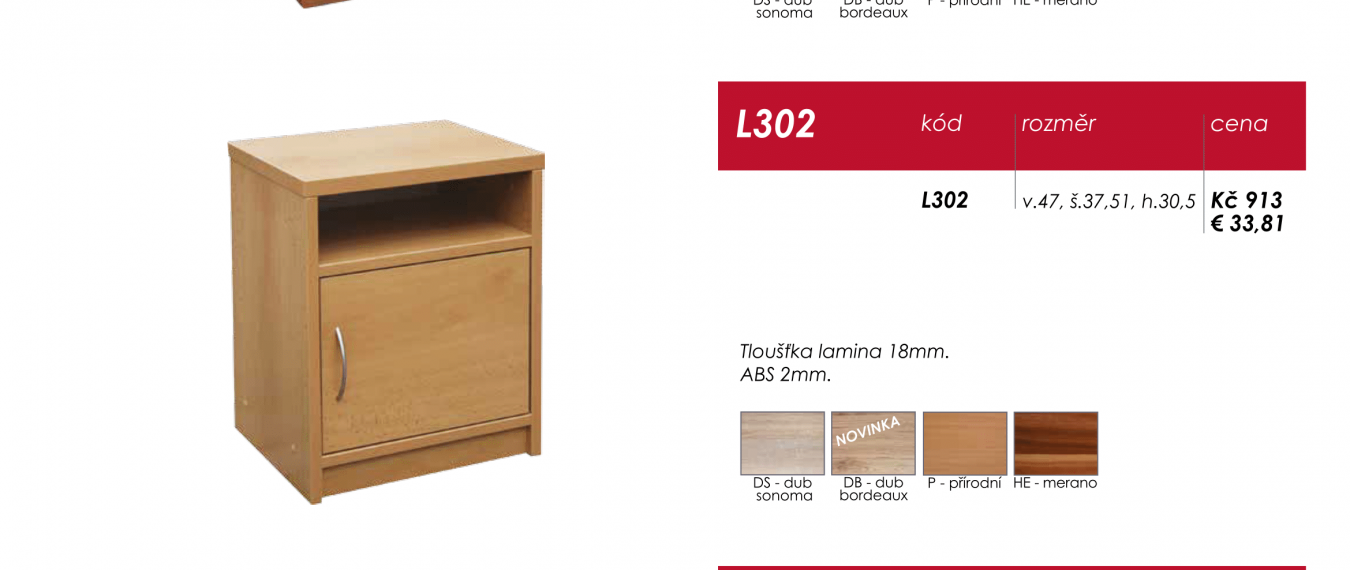 DS - dub DB - dub P - přírodní HE - merano
sonoma bordeaux
L302 kód rozměr cena
L302 v.47, š.37,51, h.30,5 Kč 913
€ 33,81
Tloušťka lamina 18mm.
ABS 2mm.
NOVINKA
DS - dub DB - dub P - přírodní HE - merano
sonoma bordeaux